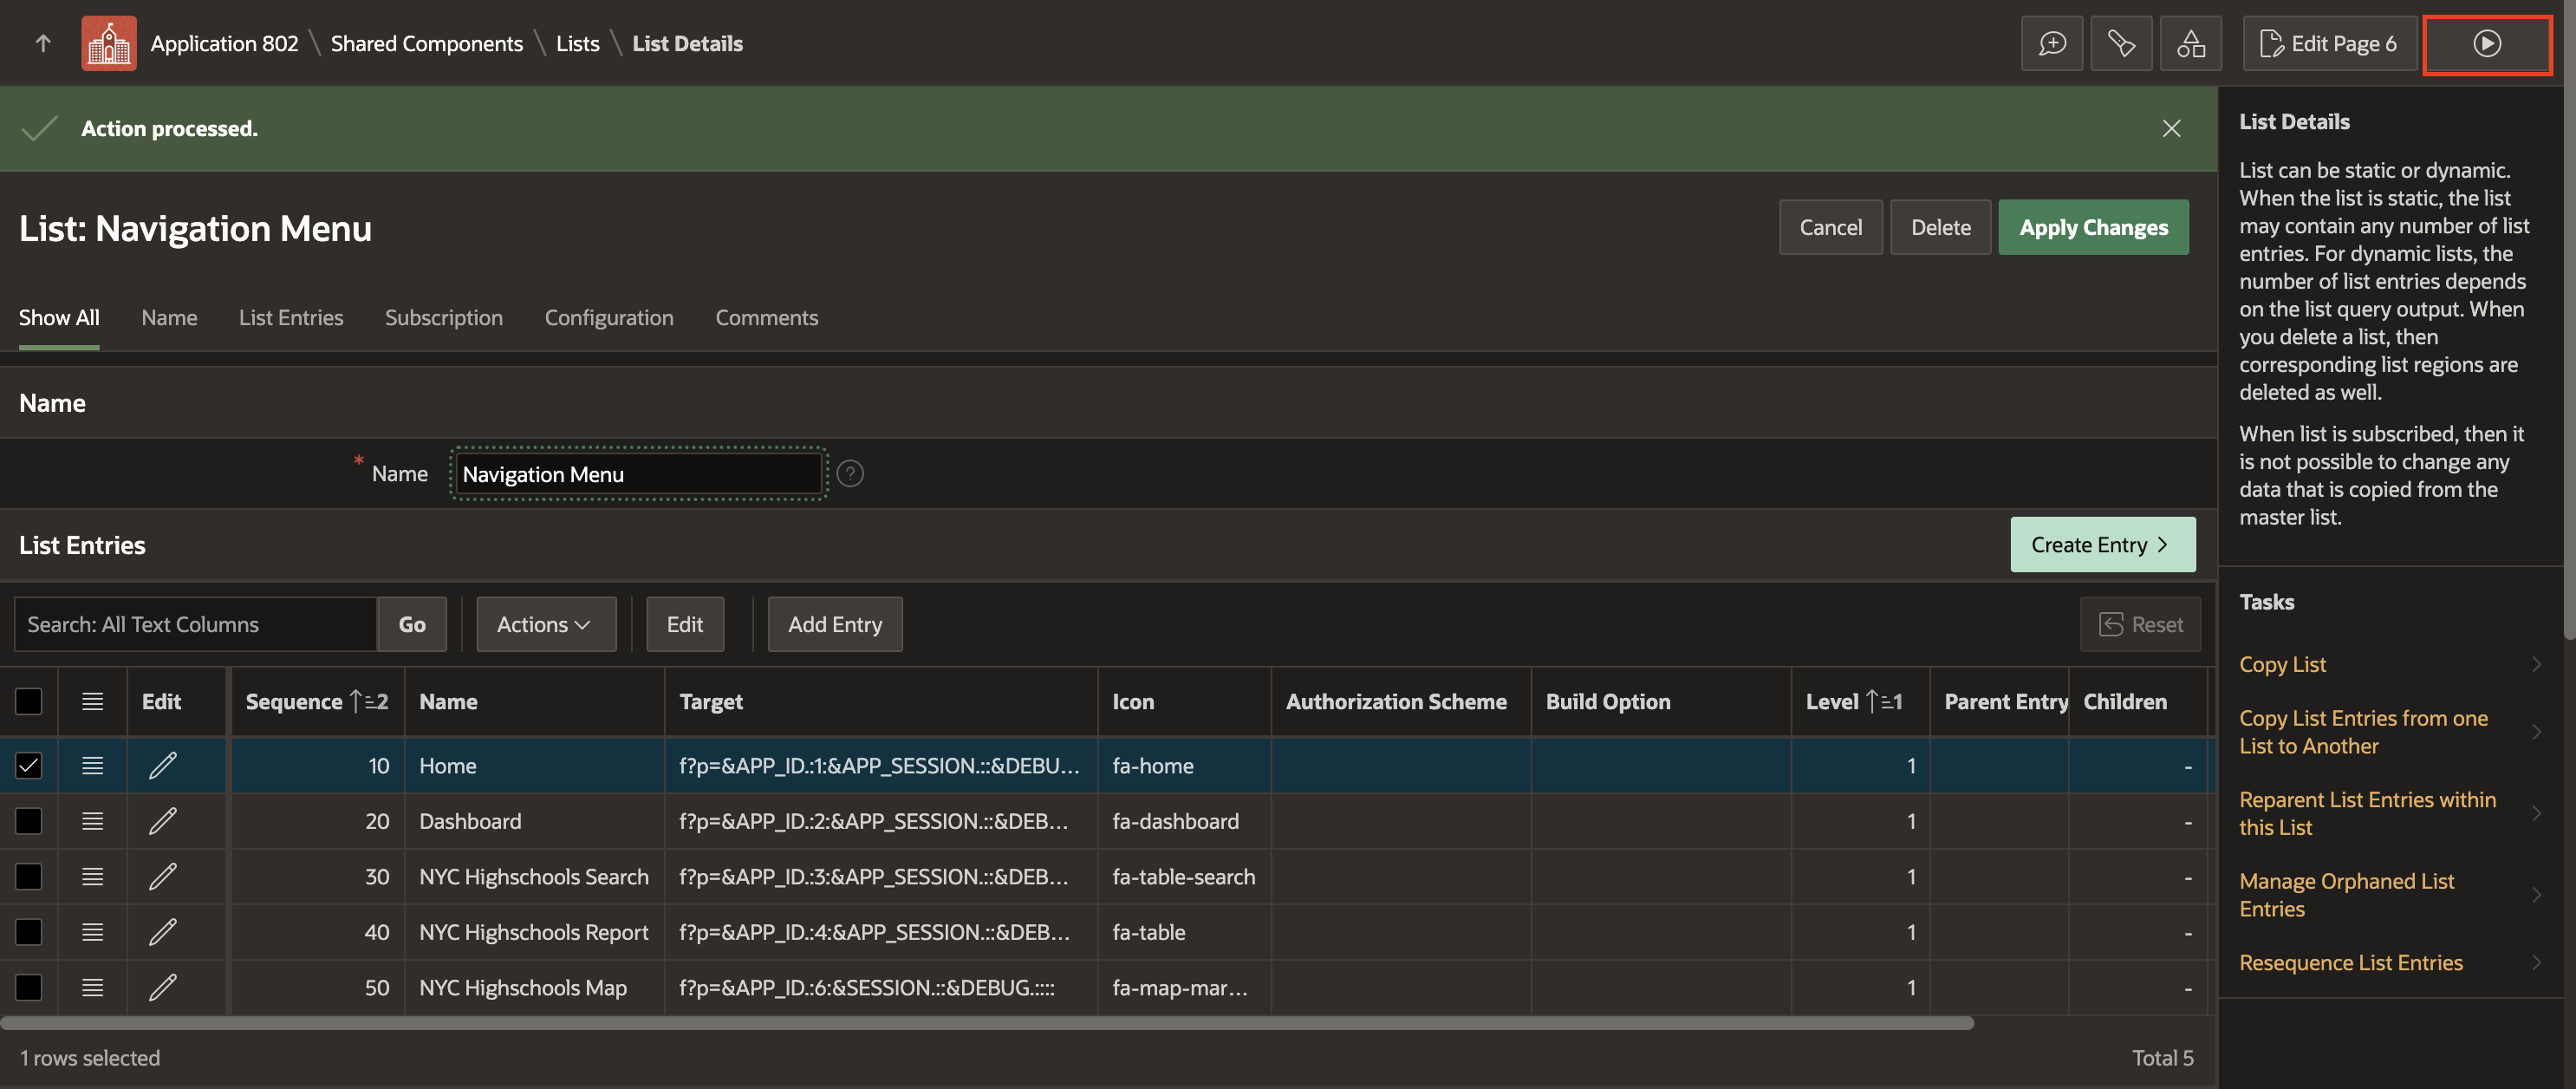 Application 802 \ Shared Components \ Lists \ List Details
Edit Page 6
Action processed.
List: Navigation Menu
Cancel
Delete
Apply Changes
Show All
Name
List Entries
Subscription
Configuration
Comments
Name
* Name
Navigation Menu
?
List Entries
Create Entry
Search: All Text Columns
Go
Actions
Edit
Add Entry
Reset
Edit Sequence 2 Name Target Icon Authorization Scheme Build Option Level 1 Parent Entry Children
10 Home f?p=&APP_ID.:1:&APP_SESSION.::&DEBU... fa-home 1 -
20 Dashboard f?p=&APP_ID.:2:&APP_SESSION.::&DEB... fa-dashboard 1 -
30 NYC Highschools Search f?p=&APP_ID.:3:&APP_SESSION.::&DEB... fa-table-search 1 -
40 NYC Highschools Report f?p=&APP_ID.:4:&APP_SESSION.::&DEB... fa-table 1 -
50 NYC Highschools Map f?p=&APP_ID.:6:&SESSION.::&DEBUG.:::: fa-map-mar... 1 -
1 rows selected
Total 5
List Details
List can be static or dynamic.
When the list is static, the list
may contain any number of list
entries. For dynamic lists, the
number of list entries depends
on the list query output. When
you delete a list, then
corresponding list regions are
deleted as well.
When list is subscribed, then it
is not possible to change any
data that is copied from the
master list.
Tasks
Copy List
Copy List Entries from one
List to Another
Reparent List Entries within
this List
Manage Orphaned List
Entries
Resequence List Entries